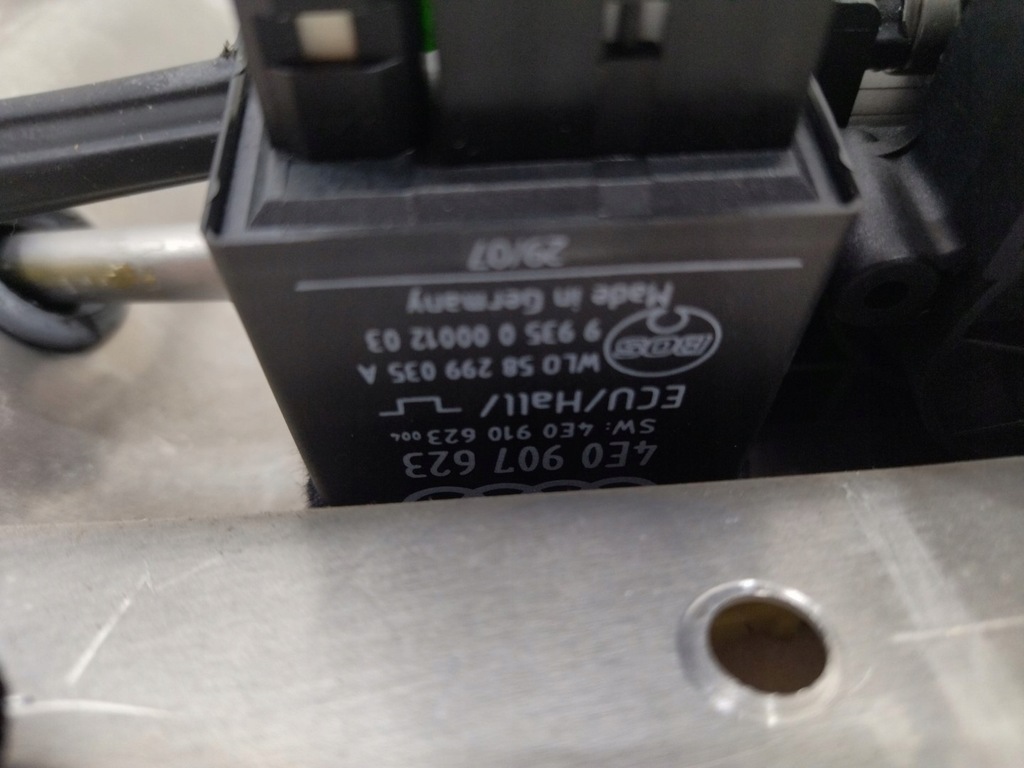 4E0 907 623
SW: 4E0 910 623 004
ECU/Hall/
WLO 58 299 035 A
9 935 0 00012 03
BOS
Made in Germany
29/07